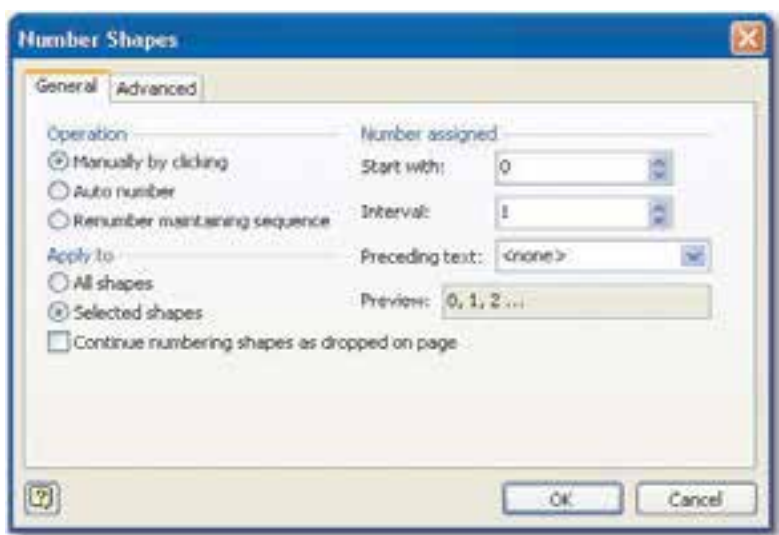 Number Shapes
General
Advanced
Operation
Manually by clicking
Auto number
Renumber maintaining sequence
Apply to
All shapes
Selected shapes
Continue numbering shapes as dropped on page
Number assigned
Start with: 0
Interval: 1
Preceding text: <none>
Preview: 0, 1, 2 ...
?
OK
Cancel